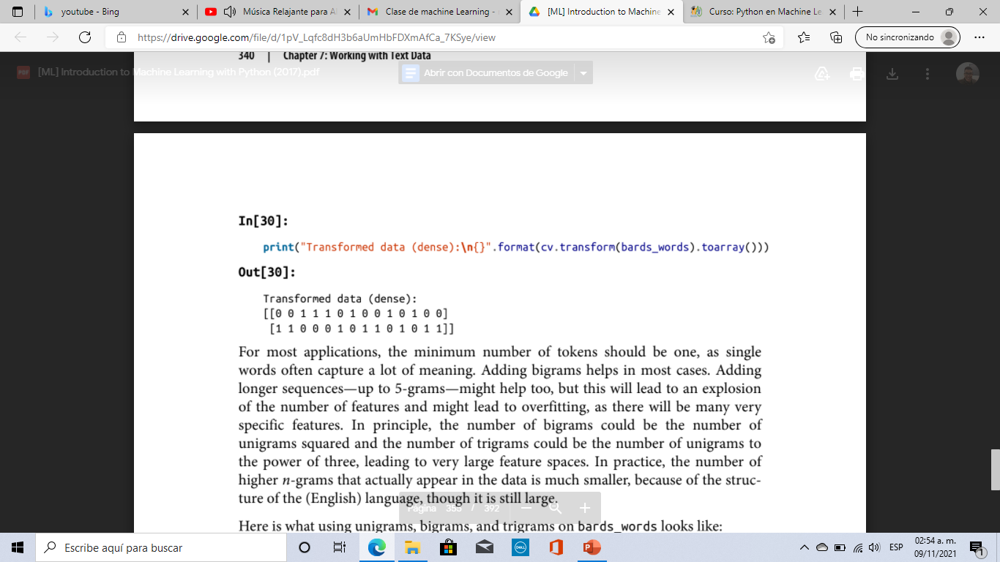 youtube - Bing
Música Relajante para Al
Clase de machine Learning -
[ML] Introduction to Machine
Curso: Python en Machine Le
https://drive.google.com/file/d/1pV_Lqfc8dH3b6aUmHbFDXmAfCa_7KSye/view
No sincronizando
340 | Chapter 7: Working with Text Data
PDF [ML] Introduction to Machine Learning with Python (2017).pdf
Abrir con Documentos de Google
In[30]:
print("Transformed data (dense):\n{}".format(cv.transform(bards_words).toarray()))
Out[30]:
Transformed data (dense):
[[0 0 1 1 1 0 1 0 0 1 0 1 0 0]
[1 1 0 0 0 1 0 1 1 0 1 0 1 1]]
For most applications, the minimum number of tokens should be one, as single
words often capture a lot of meaning. Adding bigrams helps in most cases. Adding
longer sequences—up to 5-grams—might help too, but this will lead to an explosion
of the number of features and might lead to overfitting, as there will be many very
specific features. In principle, the number of bigrams could be the number of
unigrams squared and the number of trigrams could be the number of unigrams to
the power of three, leading to very large feature spaces. In practice, the number of
higher n-grams that actually appear in the data is much smaller, because of the struc-
ture of the (English) language, though it is still large.
Página 355 / 392
Here is what using unigrams, bigrams, and trigrams on bards_words looks like:
Escribe aquí para buscar
DELL
ESP
02:54 a. m.
09/11/2021
1